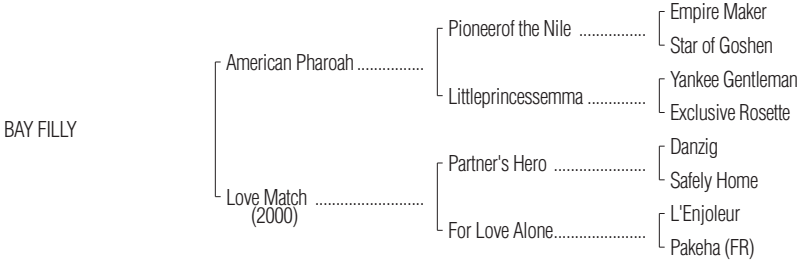 Empire Maker
Pioneerof the Nile ................
Star of Goshen
American Pharoah ................
Yankee Gentleman
Littleprincessemma ..............
Exclusive Rosette
BAY FILLY
Danzig
Partner's Hero ......................
Safely Home
Love Match ..........................
(2000)
L'Enjoleur
For Love Alone......................
Pakeha (FR)